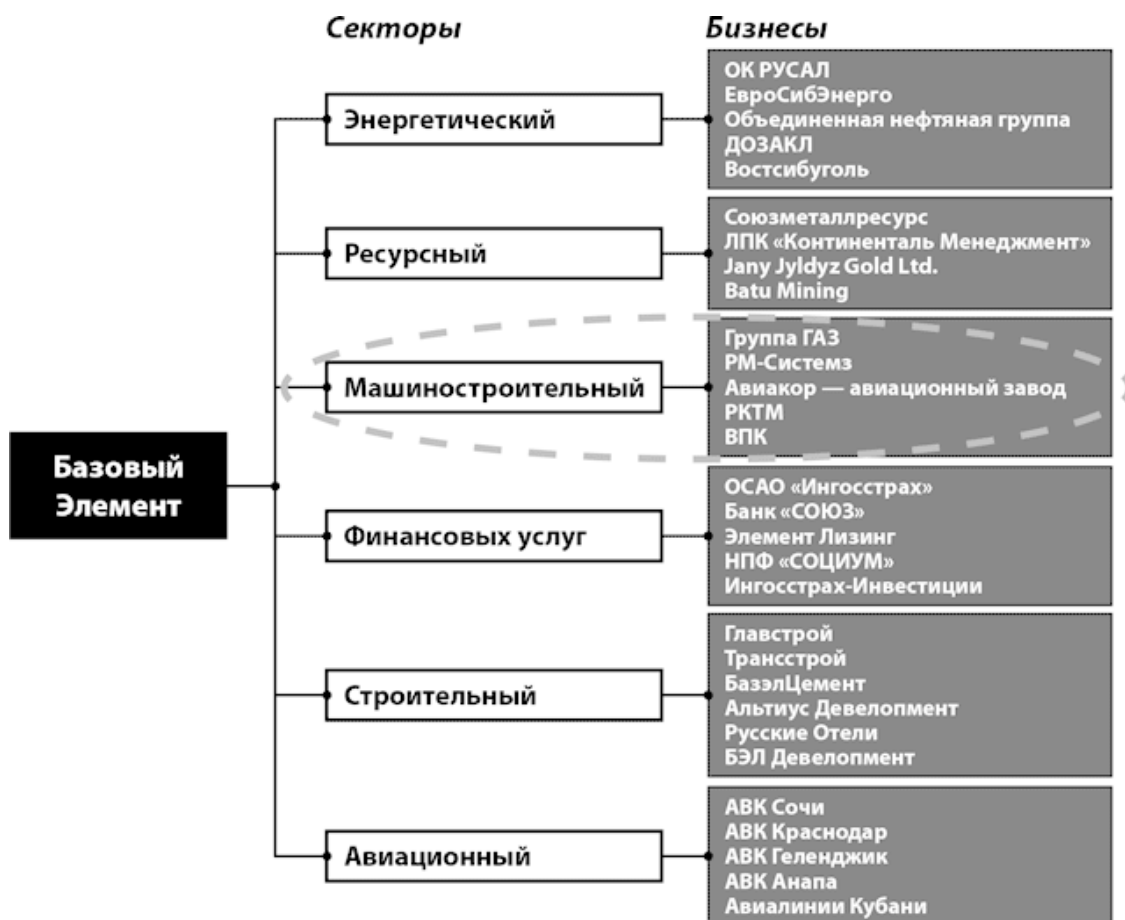 Секторы
Бизнесы
Базовый
Элемент
Энергетический
ОК РУСАЛ
ЕвроСибЭнерго
Объединенная нефтяная группа
ДОЗАКЛ
Востсибуголь
Ресурсный
Союзметаллресурс
ЛПК «Континенталь Менеджмент»
Jany Jyldyz Gold Ltd.
Batu Mining
Машиностроительный
Группа ГАЗ
РМ-Системз
Авиакор — авиационный завод
РКТМ
ВПК
Финансовых услуг
ОСАО «Ингосстрах»
Банк «СОЮЗ»
Элемент Лизинг
НПФ «СОЦИУМ»
Ингосстрах-Инвестиции
Строительный
Главстрой
Трансстрой
БазэлЦемент
Альтиус Девелопмент
Русские Отели
БЭЛ Девелопмент
Авиационный
АВК Сочи
АВК Краснодар
АВК Геленджик
АВК Анапа
Авиалинии Кубани